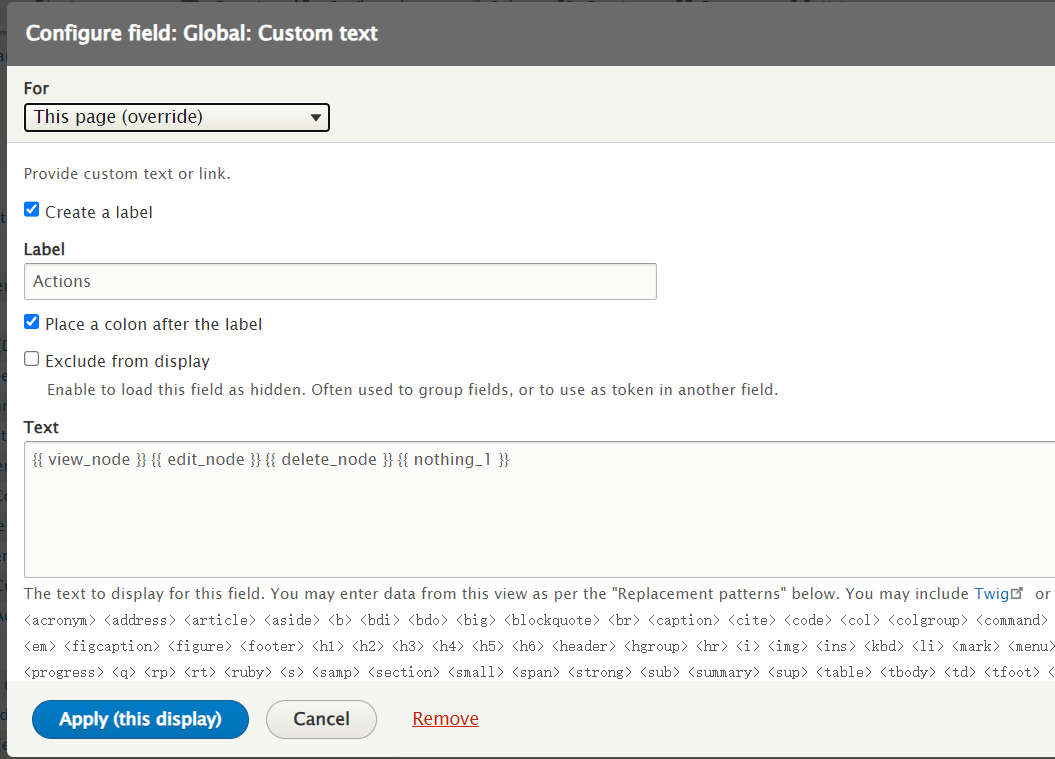 Configure field: Global: Custom text
For
This page (override)
Provide custom text or link.
Create a label
Label
Actions
Place a colon after the label
Exclude from display
Enable to load this field as hidden. Often used to group fields, or to use as token in another field.
Text
{{ view_node }} {{ edit_node }} {{ delete_node }} {{ nothing_1 }}
The text to display for this field. You may enter data from this view as per the "Replacement patterns" below. You may include Twig or
<acronym> <address> <article> <aside> <b> <bdi> <bdo> <big> <blockquote> <br> <caption> <cite> <code> <col> <colgroup> <command>
<em> <figcaption> <figure> <footer> <h1> <h2> <h3> <h4> <h5> <h6> <header> <hgroup> <hr> <i> <img> <ins> <kbd> <li> <mark> <menu>
<progress> <q> <rp> <rt> <ruby> <s> <samp> <section> <small> <span> <strong> <sub> <summary> <sup> <table> <tbody> <td> <tfoot> <
Apply (this display)
Cancel
Remove